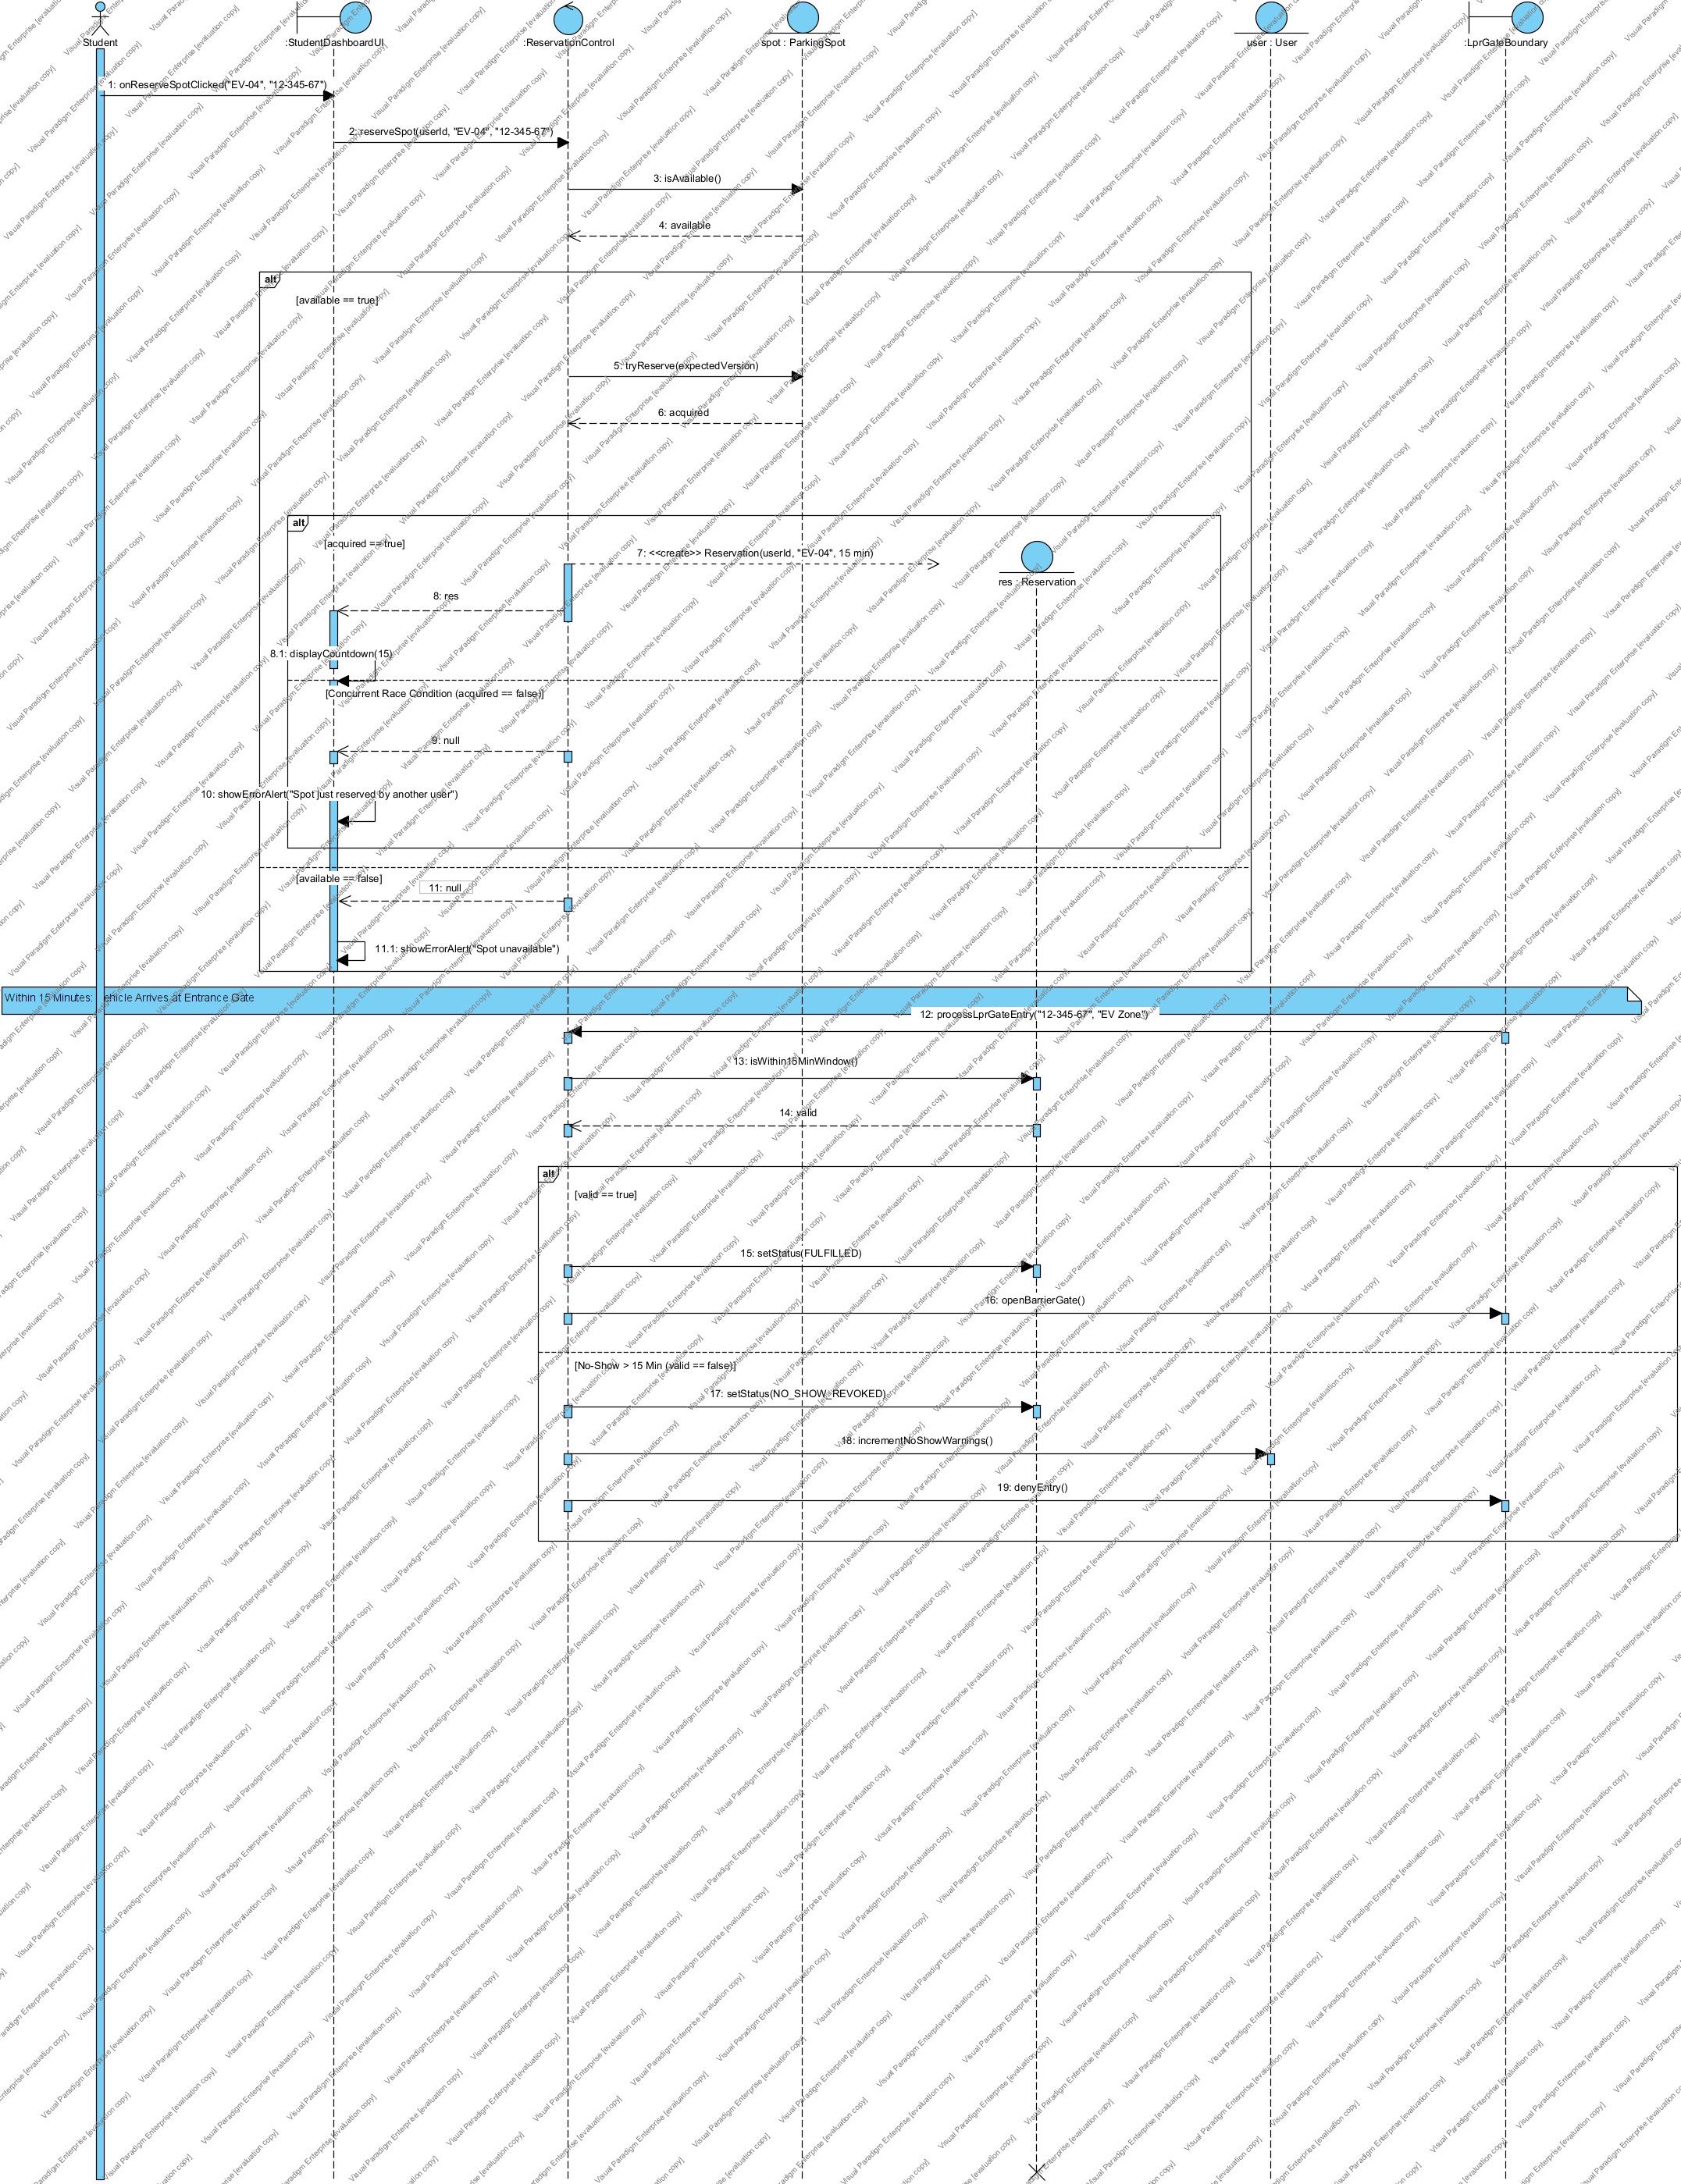 Student
:StudentDashboardUI
:ReservationControl
spot : ParkingSpot
user : User
:LprGateBoundary
1: onReserveSpotClicked("EV-04", "12-345-67")
2: reserveSpot(userId, "EV-04", "12-345-67")
3: isAvailable()
4: available
alt
[available == true]
5: tryReserve(expectedVersion)
6: acquired
alt
[acquired == true]
7: <<create>> Reservation(userId, "EV-04", 15 min)
res : Reservation
8: res
8.1: displayCountdown(15)
[Concurrent Race Condition (acquired == false)]
9: null
10: showErrorAlert("Spot just reserved by another user")
[available == false]
11: null
11.1: showErrorAlert("Spot unavailable")
Within 15 Minutes: ehicle Arrives at Entrance Gate
12: processLprGateEntry("12-345-67", "EV Zone")
13: isWithin15MinWindow()
14: valid
alt
[valid == true]
15: setStatus(FULFILLED)
16: openBarrierGate()
[No-Show > 15 Min (valid == false)]
17: setStatus(NO_SHOW_REVOKED)
18: incrementNoShowWarnings()
19: denyEntry()
Visual Paradigm Enterprise [evaluation copy]